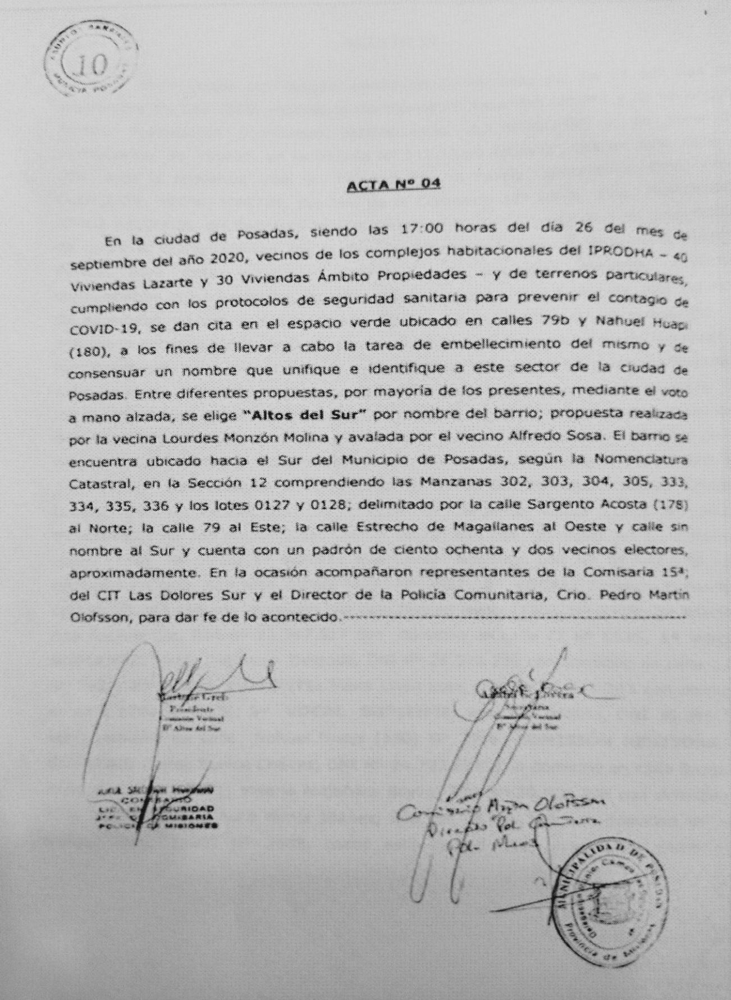 10
ACTA Nº 04
En la ciudad de Posadas, siendo las 17:00 horas del día 26 del mes de
septiembre del año 2020, vecinos de los complejos habitacionales del IPRODHA – 40
Viviendas Lazarte y 30 Viviendas Ámbito Propiedades – y de terrenos particulares,
cumpliendo con los protocolos de seguridad sanitaria para prevenir el contagio de
COVID-19, se dan cita en el espacio verde ubicado en calles 79b y Nahuel Huapi
(180), a los fines de llevar a cabo la tarea de embellecimiento del mismo y de
consensuar un nombre que unifique e identifique a este sector de la ciudad de
Posadas. Entre diferentes propuestas, por mayoría de los presentes, mediante el voto
a mano alzada, se elige “Altos del Sur” por nombre del barrio; propuesta realizada
por la vecina Lourdes Monzón Molina y avalada por el vecino Alfredo Sosa. El barrio se
encuentra ubicado hacia el Sur del Municipio de Posadas, según la Nomenclatura
Catastral, en la Sección 12 comprendiendo las Manzanas 302, 303, 304, 305, 333,
334, 335, 336 y los lotes 0127 y 0128; delimitado por la calle Sargento Acosta (178)
al Norte; la calle 79 al Este; la calle Estrecho de Magallanes al Oeste y calle sin
nombre al Sur y cuenta con un padrón de ciento ochenta y dos vecinos electores,
aproximadamente. En la ocasión acompañaron representantes de la Comisaria 15ª;
del CIT Las Dolores Sur y el Director de la Policía Comunitaria, Crio. Pedro Martin
Olofsson, para dar fe de lo acontecido.-----------------------------------------------------------
Presidente
Comisión Vecinal
Bº Altos del Sur
Secretaria
Comisión Vecinal
Bº Altos del Sur
COMISARIO
LIC. EN SEGURIDAD
JEFE COMISARIA
POLICIA DE MISIONES
Comisario Olofsson
Pol.
Pol.
MUNICIPALIDAD DE POSADAS
Provincia de Misiones